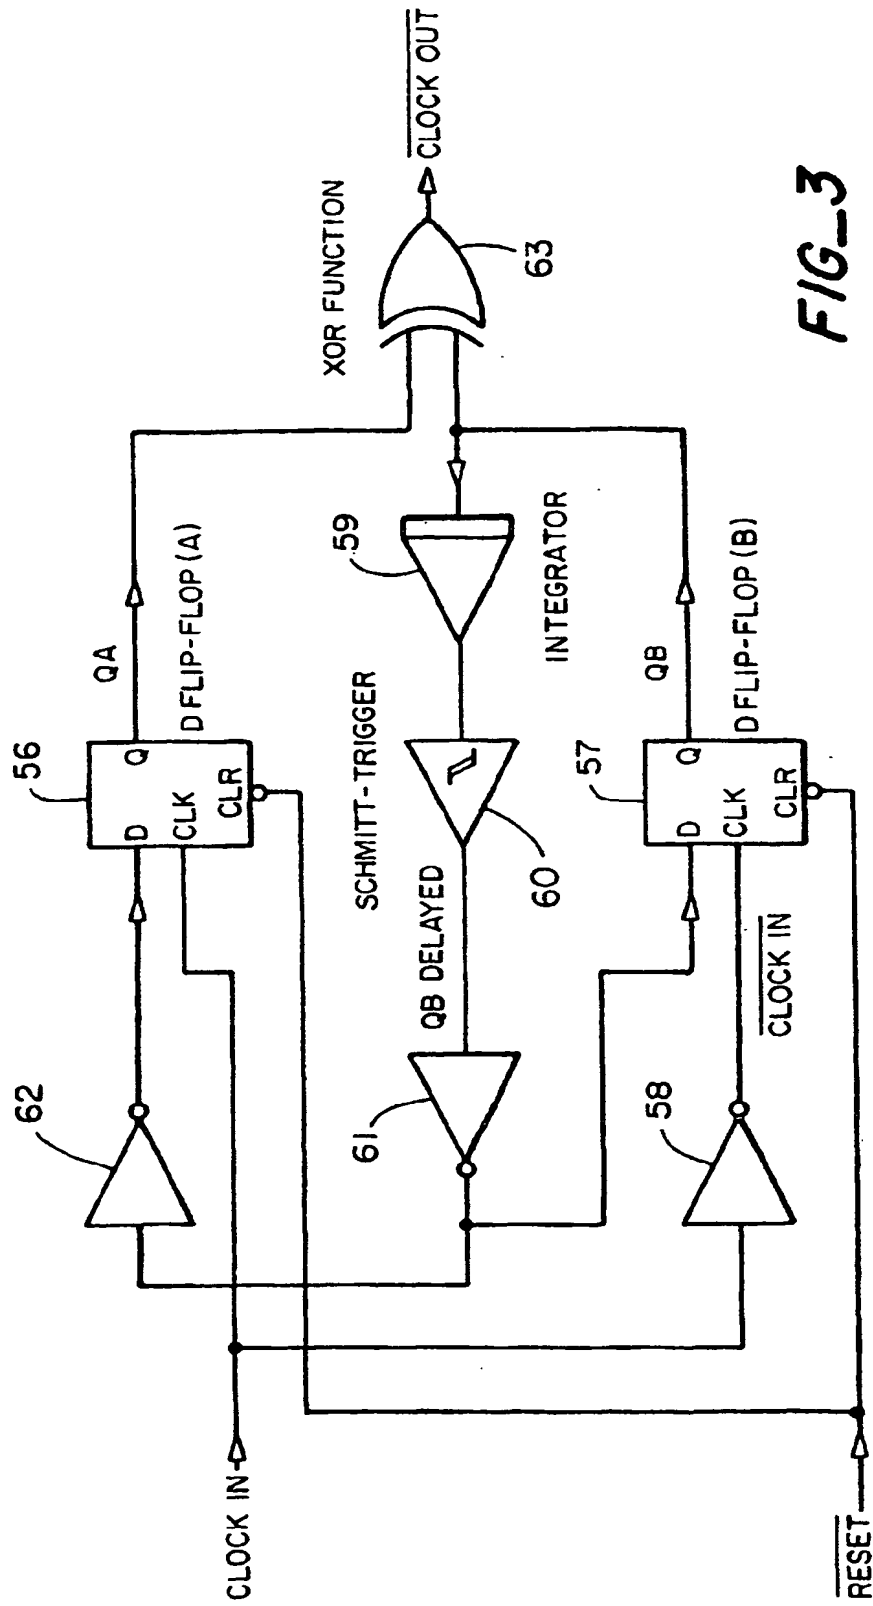 56
QA
D FLIP-FLOP (A)
D
Q
CLK
CLR
62
XOR FUNCTION
CLOCK OUT
63
59
INTEGRATOR
SCHMITT-TRIGGER
60
QB DELAYED
61
57
QB
D FLIP-FLOP (B)
D
Q
CLK
CLR
58
CLOCK IN
CLOCK IN
RESET
FIG_3